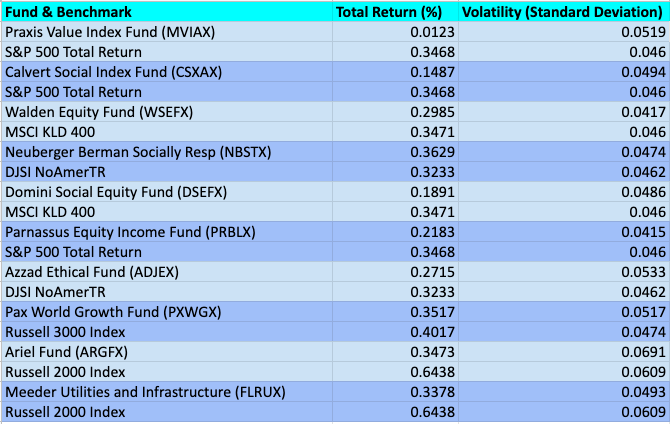 Fund & Benchmark Total Return (%) Volatility (Standard Deviation)
Praxis Value Index Fund (MVIAX) 0.0123 0.0519
S&P 500 Total Return 0.3468 0.046
Calvert Social Index Fund (CSXAX) 0.1487 0.0494
S&P 500 Total Return 0.3468 0.046
Walden Equity Fund (WSEFX) 0.2985 0.0417
MSCI KLD 400 0.3471 0.046
Neuberger Berman Socially Resp (NBSTX) 0.3629 0.0474
DJSI NoAmerTR 0.3233 0.0462
Domini Social Equity Fund (DSEFX) 0.1891 0.0486
MSCI KLD 400 0.3471 0.046
Parnassus Equity Income Fund (PRBLX) 0.2183 0.0415
S&P 500 Total Return 0.3468 0.046
Azzad Ethical Fund (ADJEX) 0.2715 0.0533
DJSI NoAmerTR 0.3233 0.0462
Pax World Growth Fund (PXWGX) 0.3517 0.0517
Russell 3000 Index 0.4017 0.0474
Ariel Fund (ARGFX) 0.3473 0.0691
Russell 2000 Index 0.6438 0.0609
Meeder Utilities and Infrastructure (FLRUX) 0.3378 0.0493
Russell 2000 Index 0.6438 0.0609